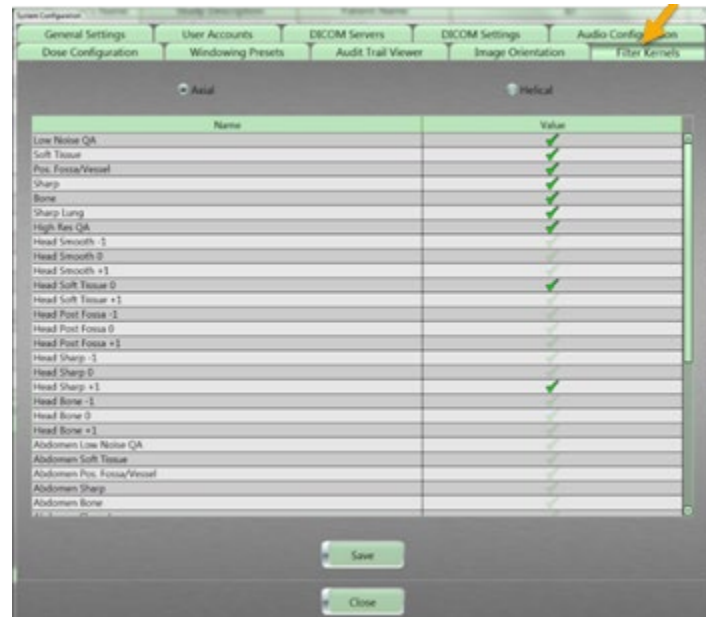 Study Description Patient Name ID
System Configuration
General Settings User Accounts DICOM Servers DICOM Settings Audio Configuration
Dose Configuration Windowing Presets Audit Trail Viewer Image Orientation Filter Kernels
Axial Helical
Name Value
Low Noise QA
Soft Tissue
Pos. Fossa/Vessel
Sharp
Bone
Sharp Lung
High Res QA
Head Smooth -1
Head Smooth 0
Head Smooth +1
Head Soft Tissue 0
Head Soft Tissue +1
Head Post Fossa -1
Head Post Fossa 0
Head Post Fossa +1
Head Sharp -1
Head Sharp 0
Head Sharp +1
Head Bone -1
Head Bone 0
Head Bone +1
Abdomen Low Noise QA
Abdomen Soft Tissue
Abdomen Pos. Fossa/Vessel
Abdomen Sharp
Abdomen Bone
Save
Close